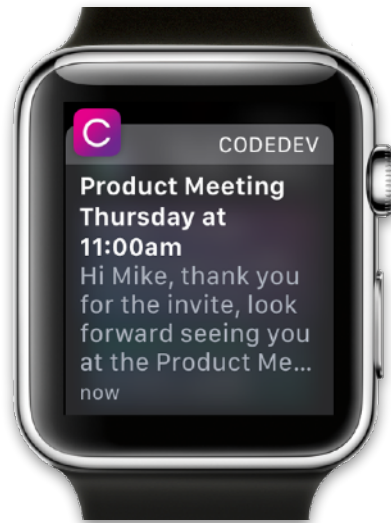 C
CODEDEV
Product Meeting
Thursday at
11:00am
Hi Mike, thank you
for the invite, look
forward seeing you
at the Product Me...
now